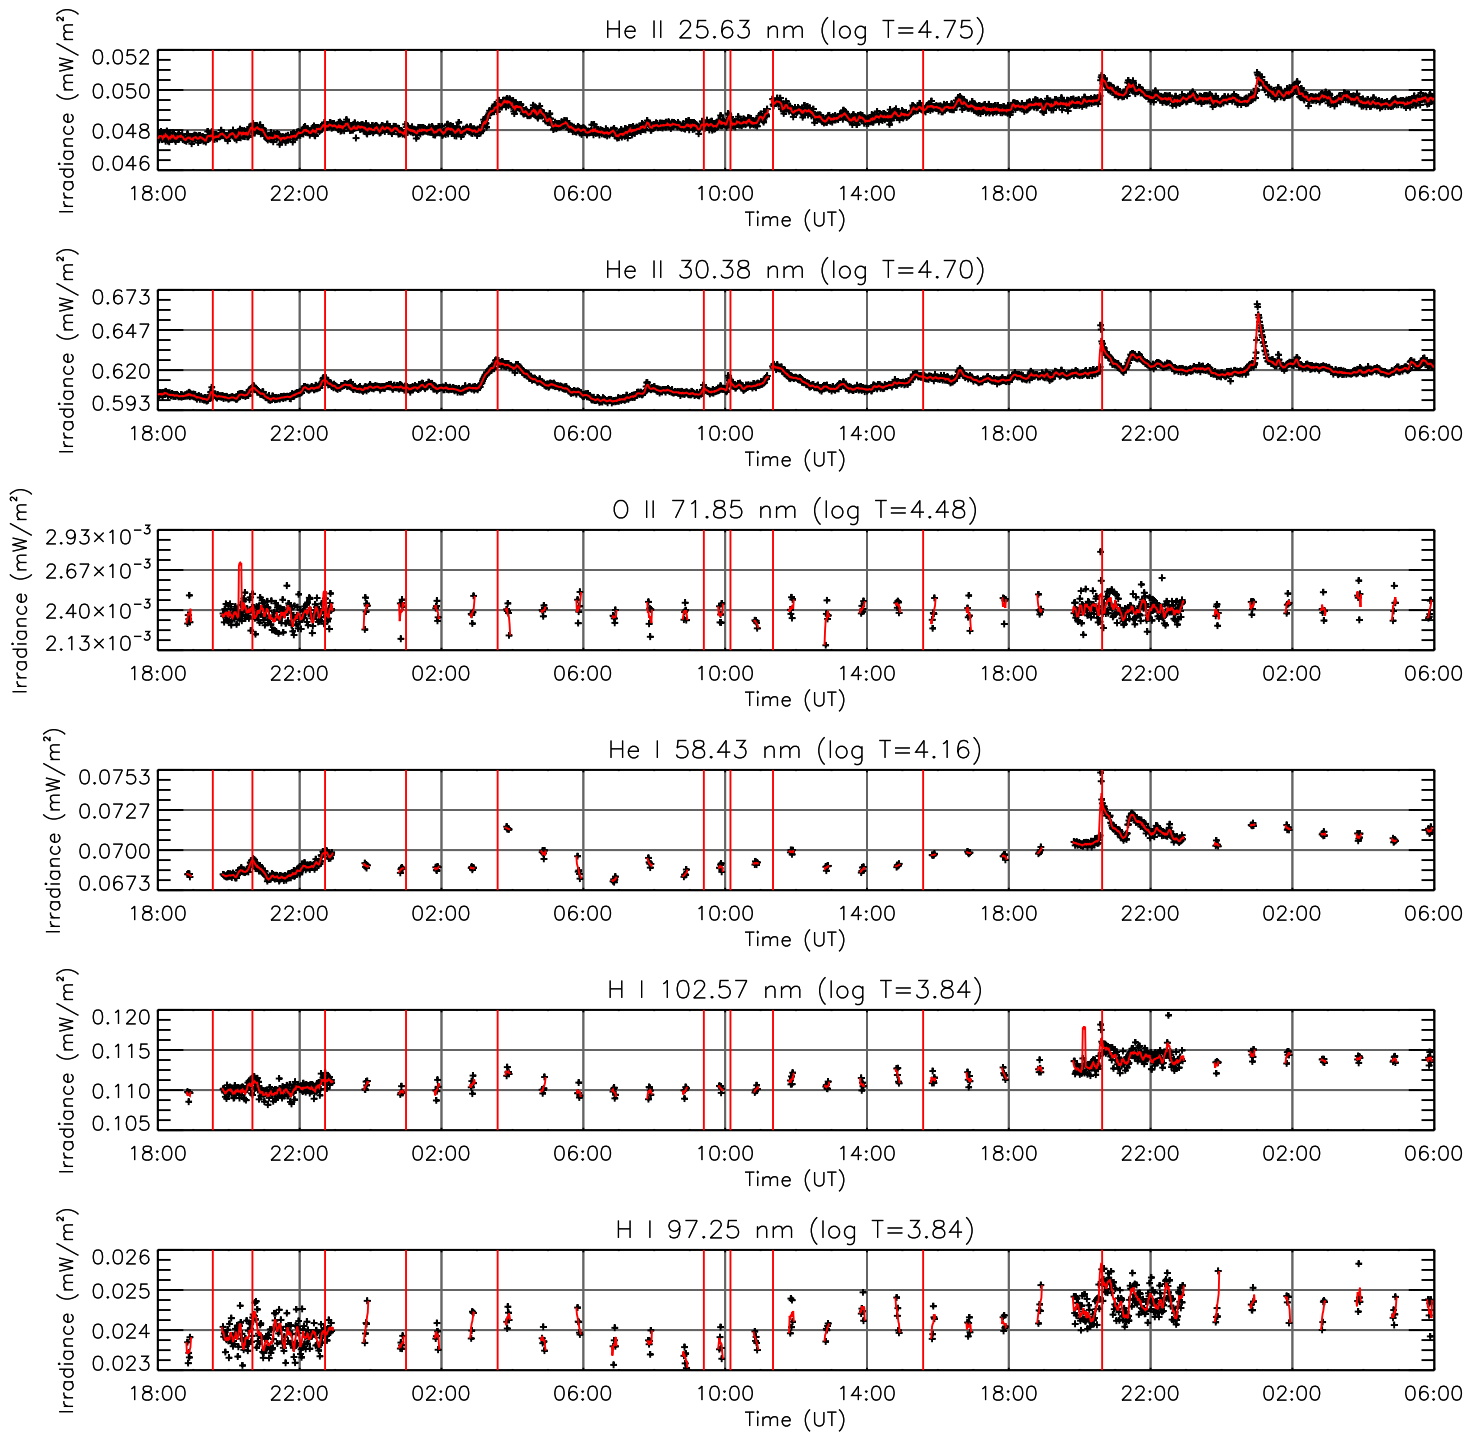 He II 25.63 nm (log T=4.75)
Irradiance (mW/m²)
0.052
0.050
0.048
0.046
18:00 22:00 02:00 06:00 10:00 14:00 18:00 22:00 02:00 06:00
Time (UT)
He II 30.38 nm (log T=4.70)
Irradiance (mW/m²)
0.673
0.647
0.620
0.593
18:00 22:00 02:00 06:00 10:00 14:00 18:00 22:00 02:00 06:00
Time (UT)
O II 71.85 nm (log T=4.48)
Irradiance (mW/m²)
2.93×10⁻³
2.67×10⁻³
2.40×10⁻³
2.13×10⁻³
18:00 22:00 02:00 06:00 10:00 14:00 18:00 22:00 02:00 06:00
Time (UT)
He I 58.43 nm (log T=4.16)
Irradiance (mW/m²)
0.0753
0.0727
0.0700
0.0673
18:00 22:00 02:00 06:00 10:00 14:00 18:00 22:00 02:00 06:00
Time (UT)
H I 102.57 nm (log T=3.84)
Irradiance (mW/m²)
0.120
0.115
0.110
0.105
18:00 22:00 02:00 06:00 10:00 14:00 18:00 22:00 02:00 06:00
Time (UT)
H I 97.25 nm (log T=3.84)
Irradiance (mW/m²)
0.026
0.025
0.024
0.023
18:00 22:00 02:00 06:00 10:00 14:00 18:00 22:00 02:00 06:00
Time (UT)